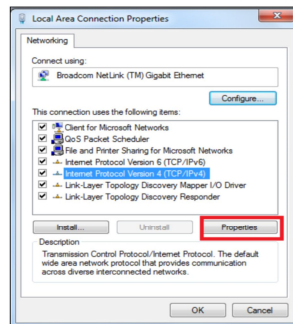 Local Area Connection Properties
Networking
Connect using:
Broadcom NetLink (TM) Gigabit Ethernet
Configure...
This connection uses the following items:
Client for Microsoft Networks
QoS Packet Scheduler
File and Printer Sharing for Microsoft Networks
Internet Protocol Version 6 (TCP/IPv6)
Internet Protocol Version 4 (TCP/IPv4)
Link-Layer Topology Discovery Mapper I/O Driver
Link-Layer Topology Discovery Responder
Install... Uninstall Properties
Description
Transmission Control Protocol/Internet Protocol. The default
wide area network protocol that provides communication
across diverse interconnected networks.
OK Cancel